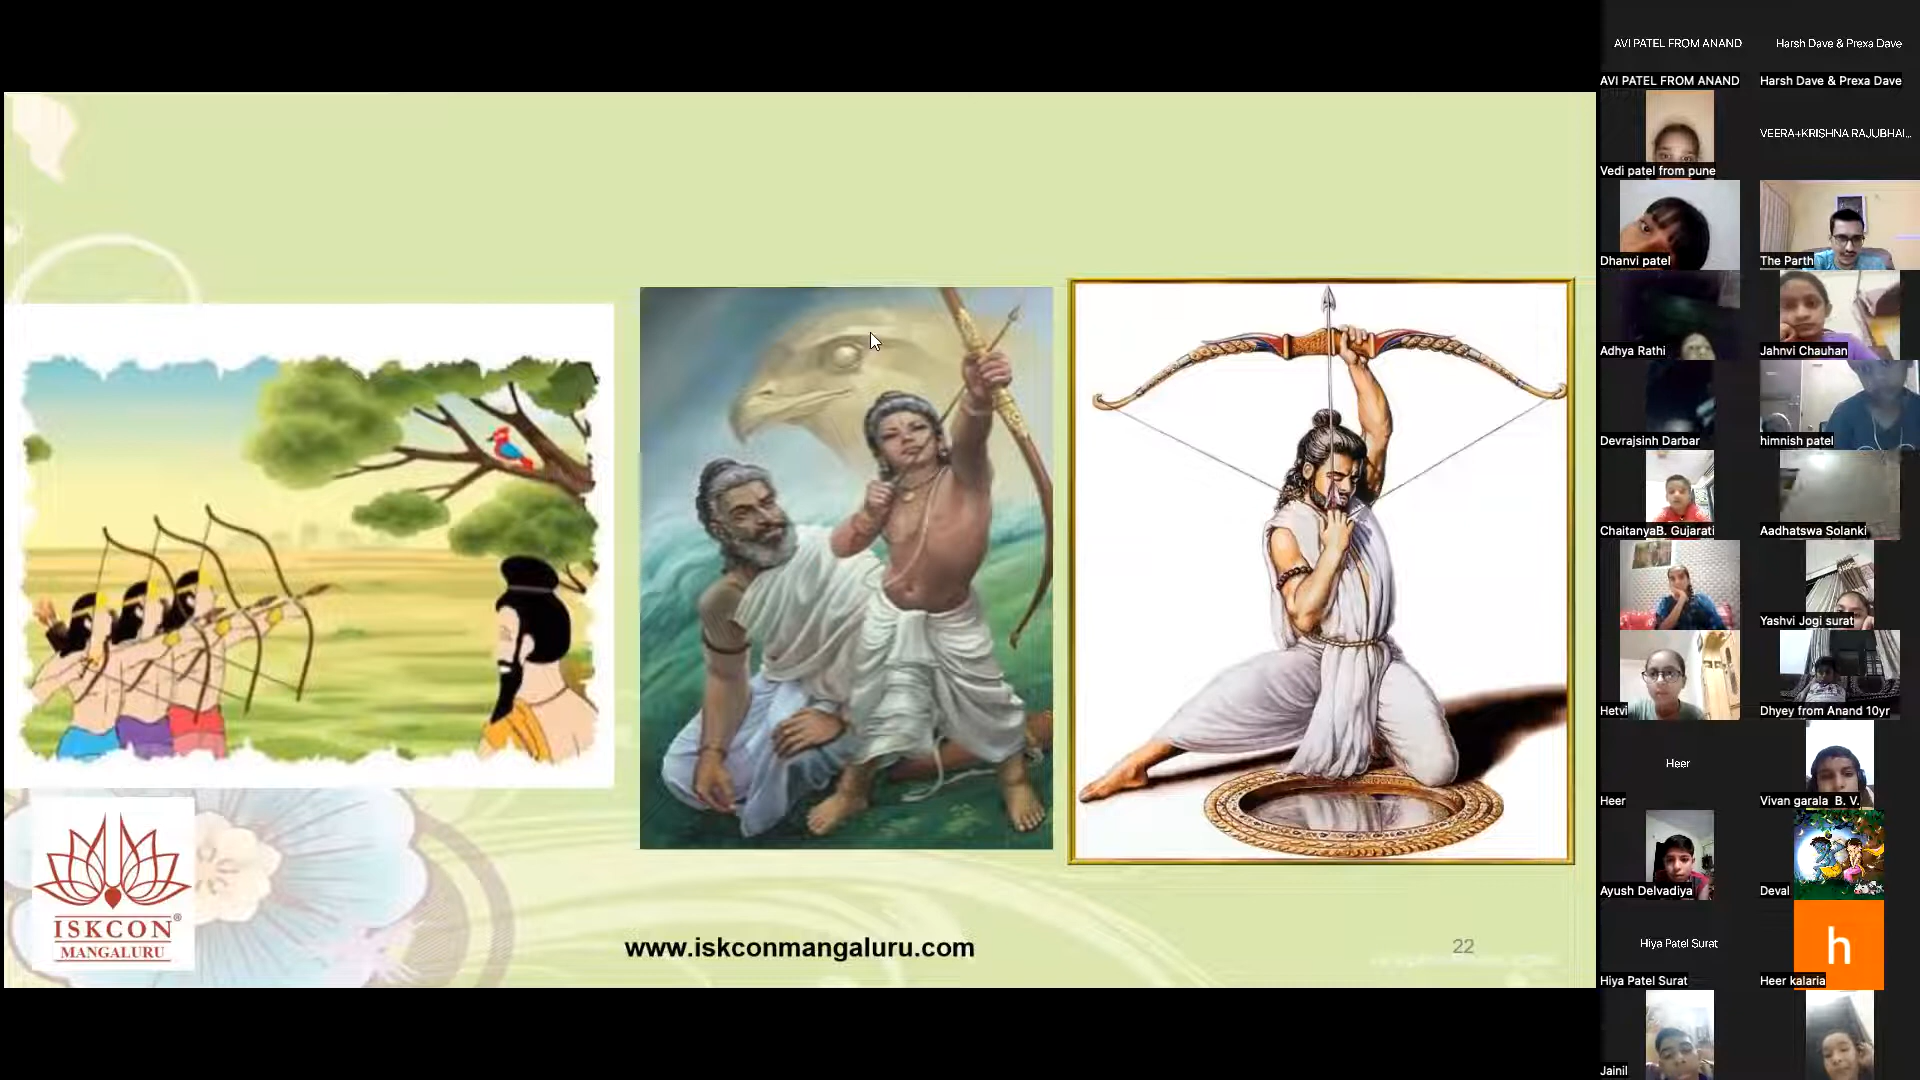 ISKCON®
MANGALURU
www.iskconmangaluru.com
22
AVI PATEL FROM ANAND
Harsh Dave & Prexa Dave
AVI PATEL FROM ANAND
Harsh Dave & Prexa Dave
VEERA+KRISHNA RAJUBHAI...
Vedi patel from pune
Dhanvi patel
The Parth
Adhya Rathi
Jahnvi Chauhan
Devrajsinh Darbar
himnish patel
ChaitanyaB. Gujarati
Aadhatswa Solanki
Yashvi Jogi surat
Hetvi
Dhyey from Anand 10yr
Heer
Heer
Vivan garala B. V.
Ayush Delvadiya
Deval
Hiya Patel Surat
h
Hiya Patel Surat
Heer kalaria
Jainil